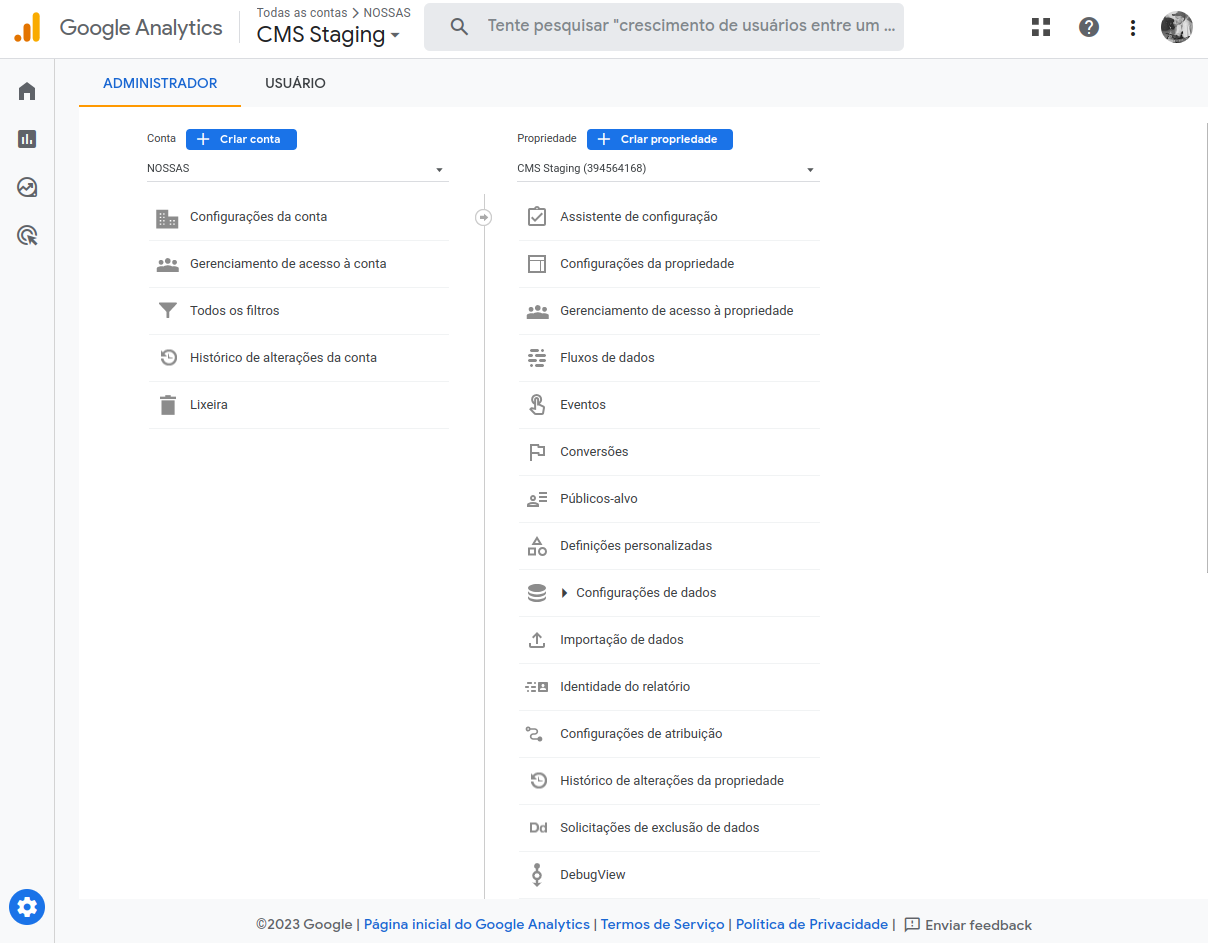 Google Analytics
Todas as contas > NOSSAS
CMS Staging
Tente pesquisar "crescimento de usuários entre um ...
ADMINISTRADOR
USUÁRIO
Conta
Criar conta
NOSSAS
Configurações da conta
Gerenciamento de acesso à conta
Todos os filtros
Histórico de alterações da conta
Lixeira
Propriedade
Criar propriedade
CMS Staging (394564168)
Assistente de configuração
Configurações da propriedade
Gerenciamento de acesso à propriedade
Fluxos de dados
Eventos
Conversões
Públicos-alvo
Definições personalizadas
Configurações de dados
Importação de dados
Identidade do relatório
Configurações de atribuição
Histórico de alterações da propriedade
Dd Solicitações de exclusão de dados
DebugView
©2023 Google | Página inicial do Google Analytics | Termos de Serviço | Política de Privacidade | Enviar feedback